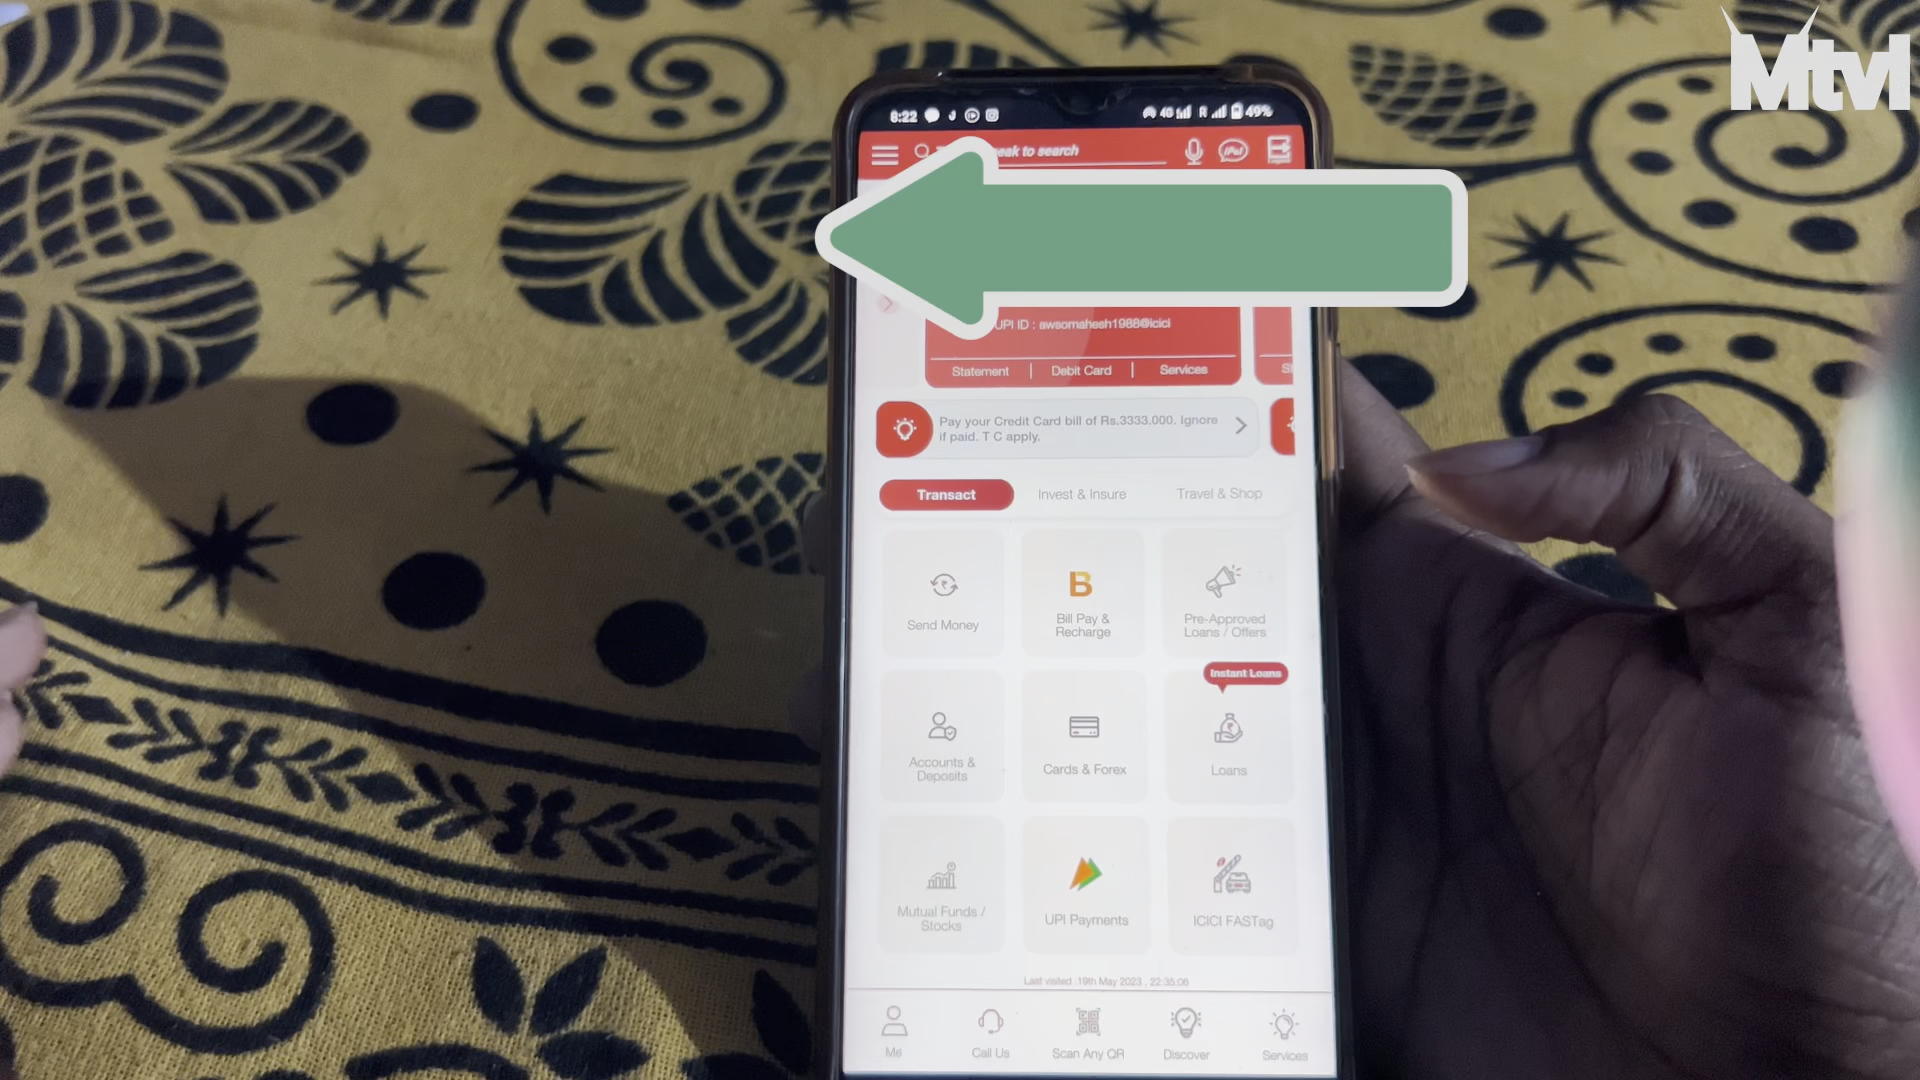 Mtvl
8:22
4G
R
49%
to search
iPal
UPI ID : awsomahesh1988@icici
Statement | Debit Card | Services
Pay your Credit Card bill of Rs.3333.000. Ignore
if paid. T C apply.
Transact
Invest & Insure
Travel & Shop
Send Money
Bill Pay &
Recharge
Pre-Approved
Loans / Offers
Instant Loans
Accounts &
Deposits
Cards & Forex
Loans
Mutual Funds /
Stocks
UPI Payments
ICICI FASTag
Last visited :19th May 2023 , 22:35:06
Me
Call Us
Scan Any QR
Discover
Services